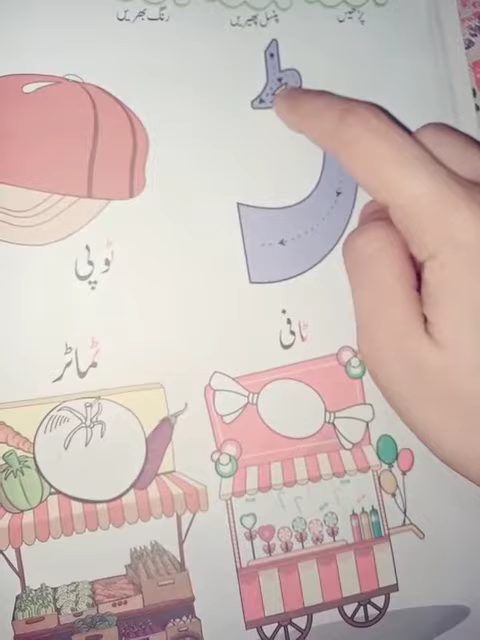 پڑھیں
پنسل پھیریں
رنگ بھریں
ٹ
ٹوپی
ٹافی
ٹماٹر